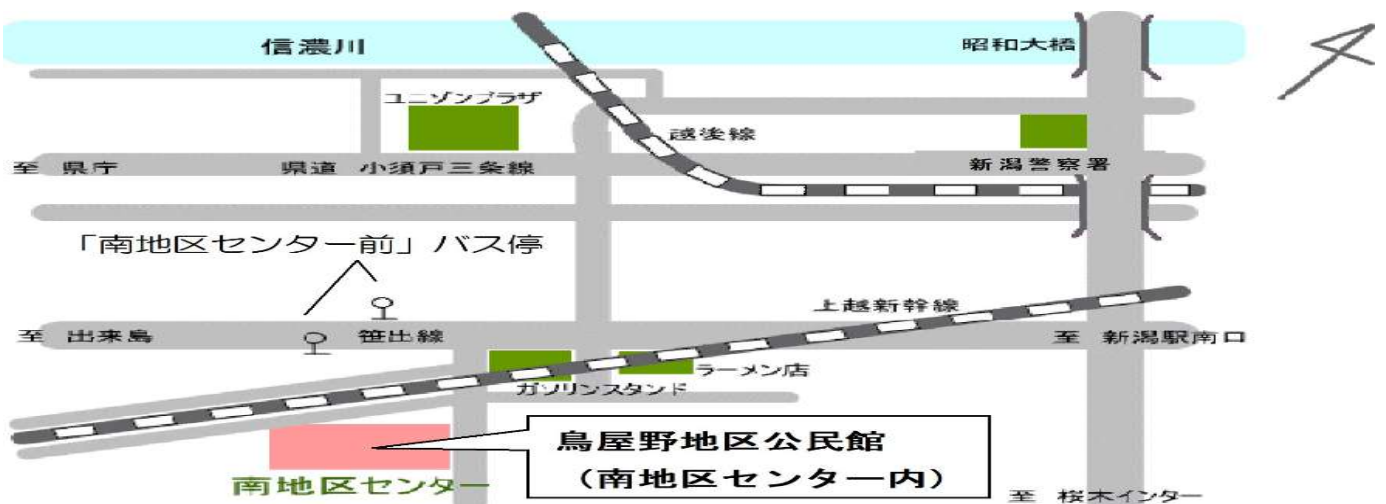 信濃川
昭和大橋
ユニゾンプラザ
越後線
至 県庁
県道 小須戸三条線
新潟警察署
「南地区センター前」バス停
上越新幹線
至 出来島
笹出線
至 新潟駅南口
ラーメン店
ガソリンスタンド
鳥屋野地区公民館
（南地区センター内）
南地区センター
至 桜木インター